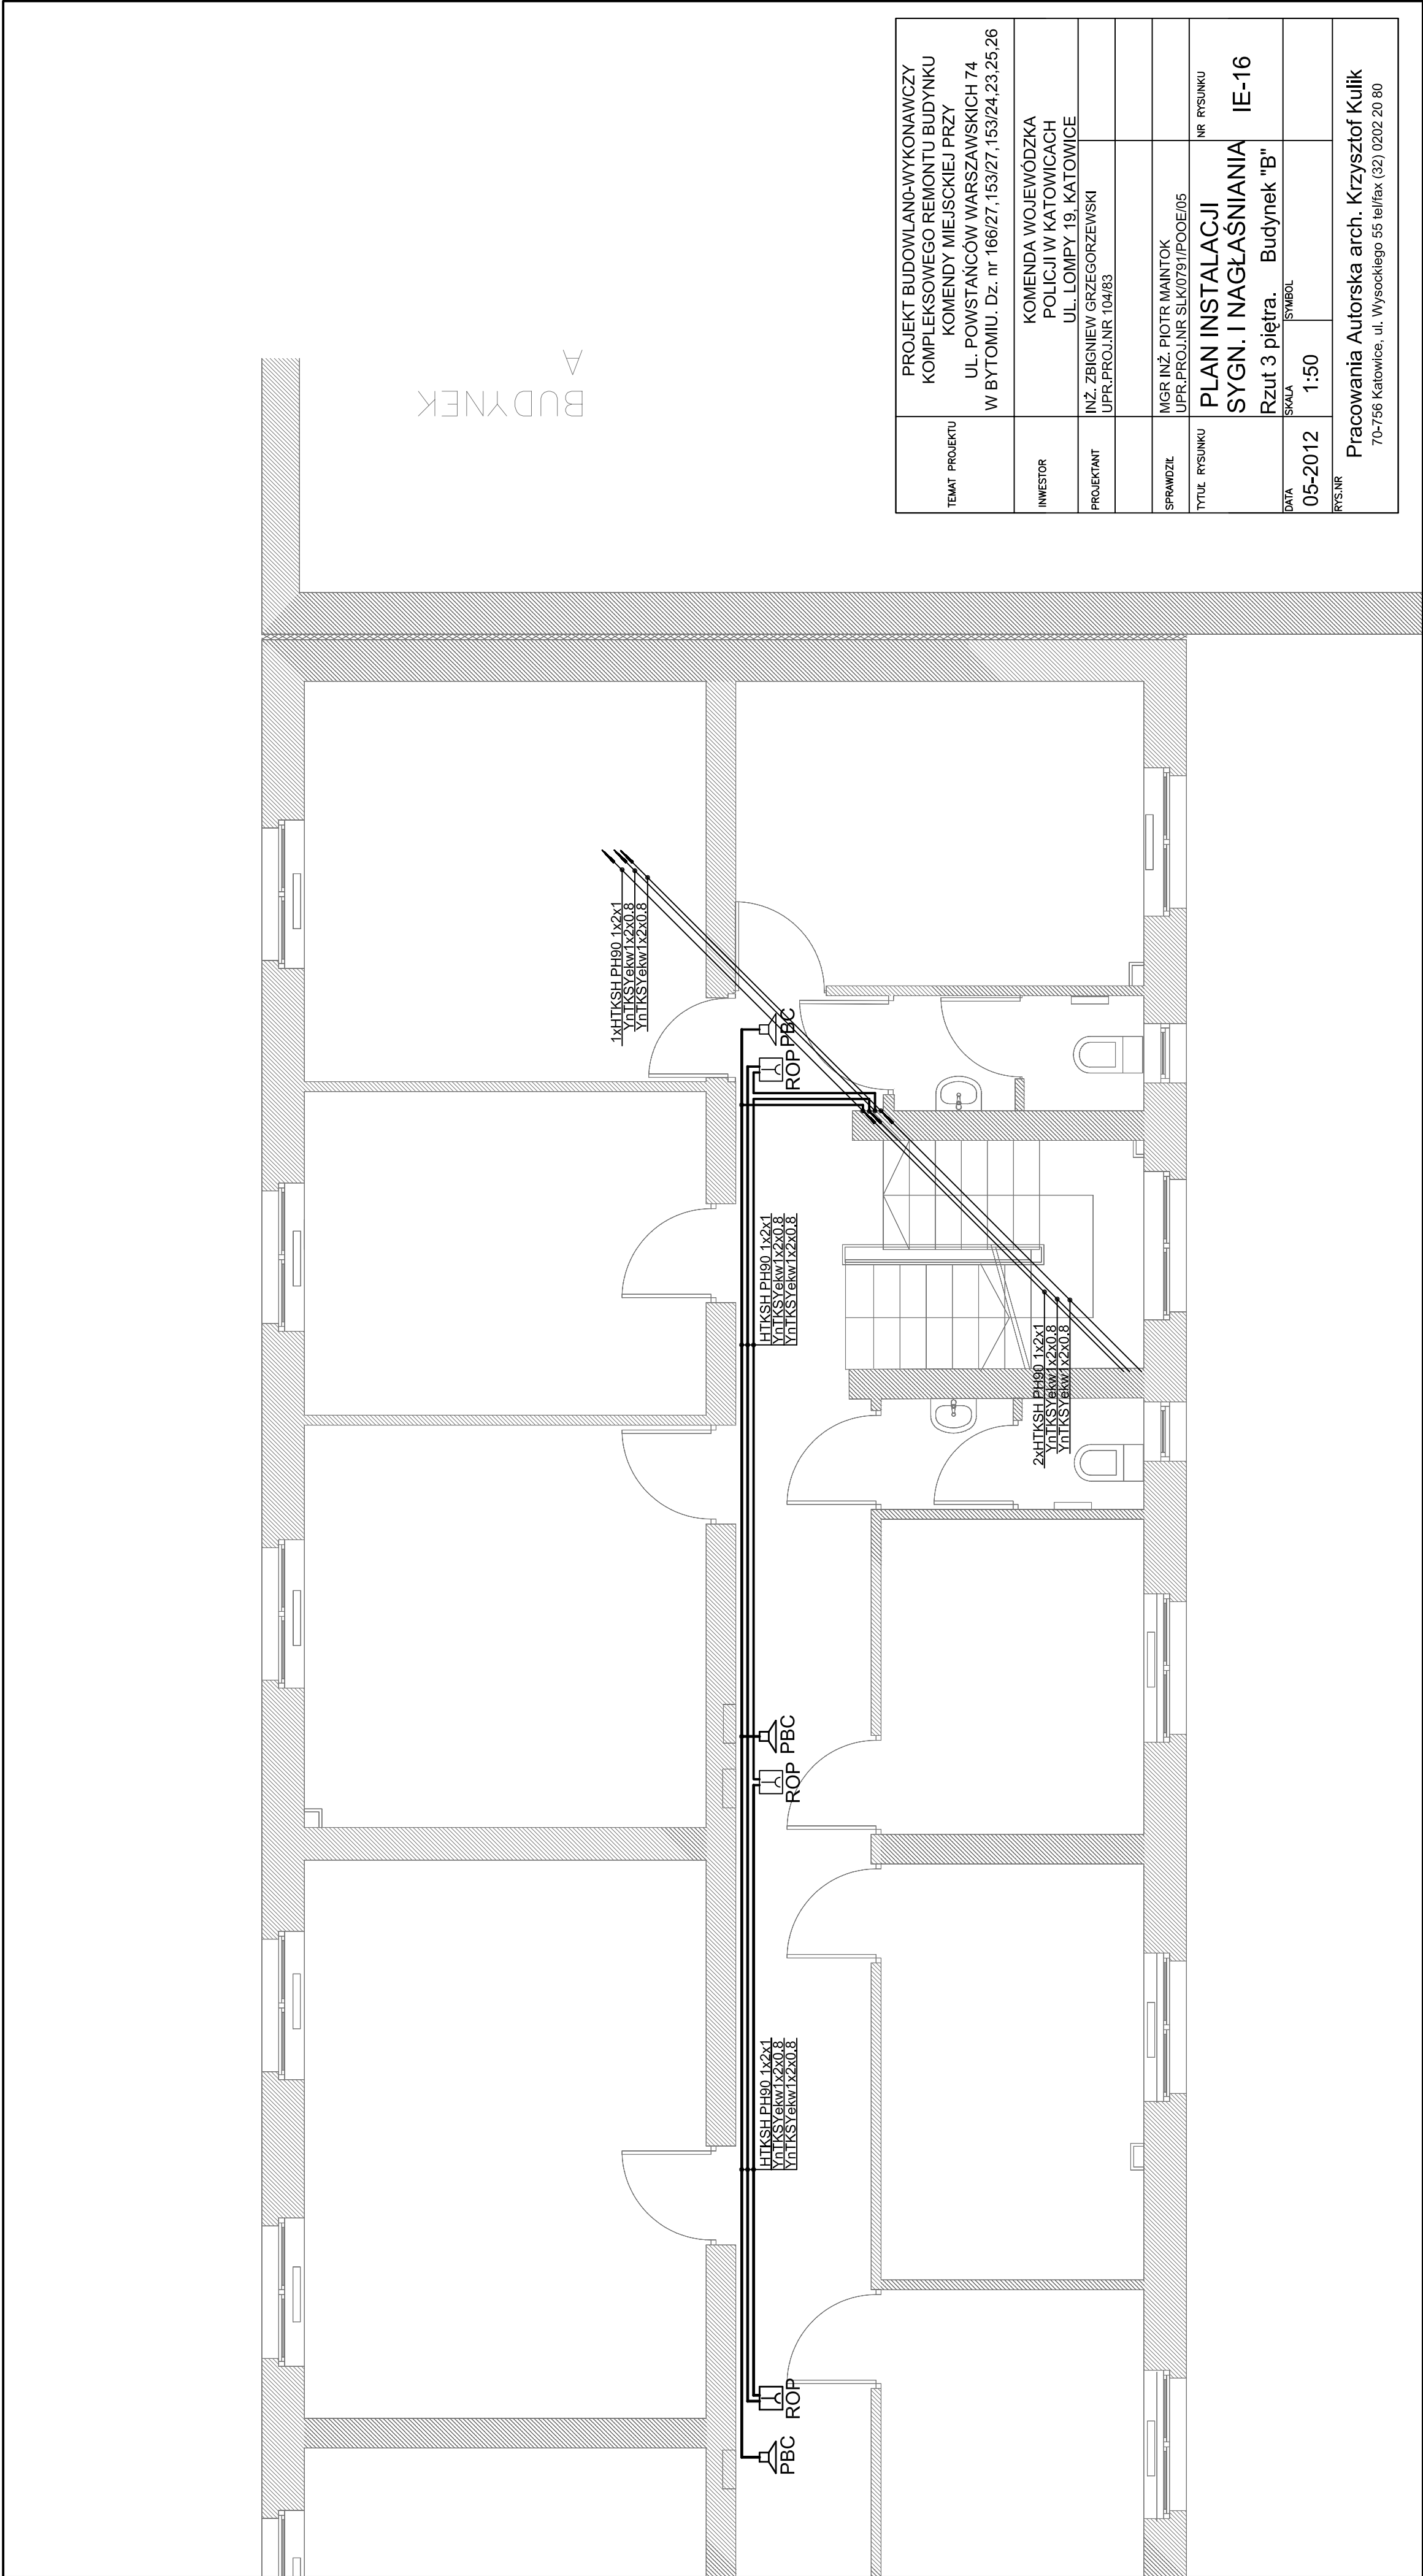 PROJEKT BUDOWLAN0-WYKONAWCZY
KOMPLEKSOWEGO REMONTU BUDYNKU
KOMENDY MIEJSCKIEJ PRZY
UL. POWSTAŃCÓW WARSZAWSKICH 74
W BYTOMIU. Dz. nr 166/27,153/27,153/24,23,25,26
TEMAT PROJEKTU
KOMENDA WOJEWÓDZKA
POLICJI W KATOWICACH
UL. LOMPY 19, KATOWICE
INWESTOR
PROJEKTANT
INŻ. ZBIGNIEW GRZEGORZEWSKI
UPR.PROJ.NR 104/83
SPRAWDZIŁ
MGR INŻ. PIOTR MAINTOK
UPR.PROJ.NR SLK/0791/POOE/05
TYTUŁ RYSUNKU
PLAN INSTALACJI
SYGN. I NAGŁAŚNIANIA
Rzut 3 piętra. Budynek "B"
NR RYSUNKU
IE-16
DATA
05-2012
SKALA
1:50
SYMBOL
RYS.NR
Pracowania Autorska arch. Krzysztof Kulik
70-756 Katowice, ul. Wysockiego 55 tel/fax (32) 0202 20 80
BUDYNEK
A
1xHTKSH PH90 1x2x1
YnTKSYekw1x2x0.8
YnTKSYekw1x2x0.8
PBC
ROP
HTKSH PH90 1x2x1
YnTKSYekw1x2x0.8
YnTKSYekw1x2x0.8
2xHTKSH PH90 1x2x1
YnTKSYekw1x2x0.8
YnTKSYekw1x2x0.8
PBC
ROP
HTKSH PH90 1x2x1
YnTKSYekw1x2x0.8
YnTKSYekw1x2x0.8
ROP
PBC